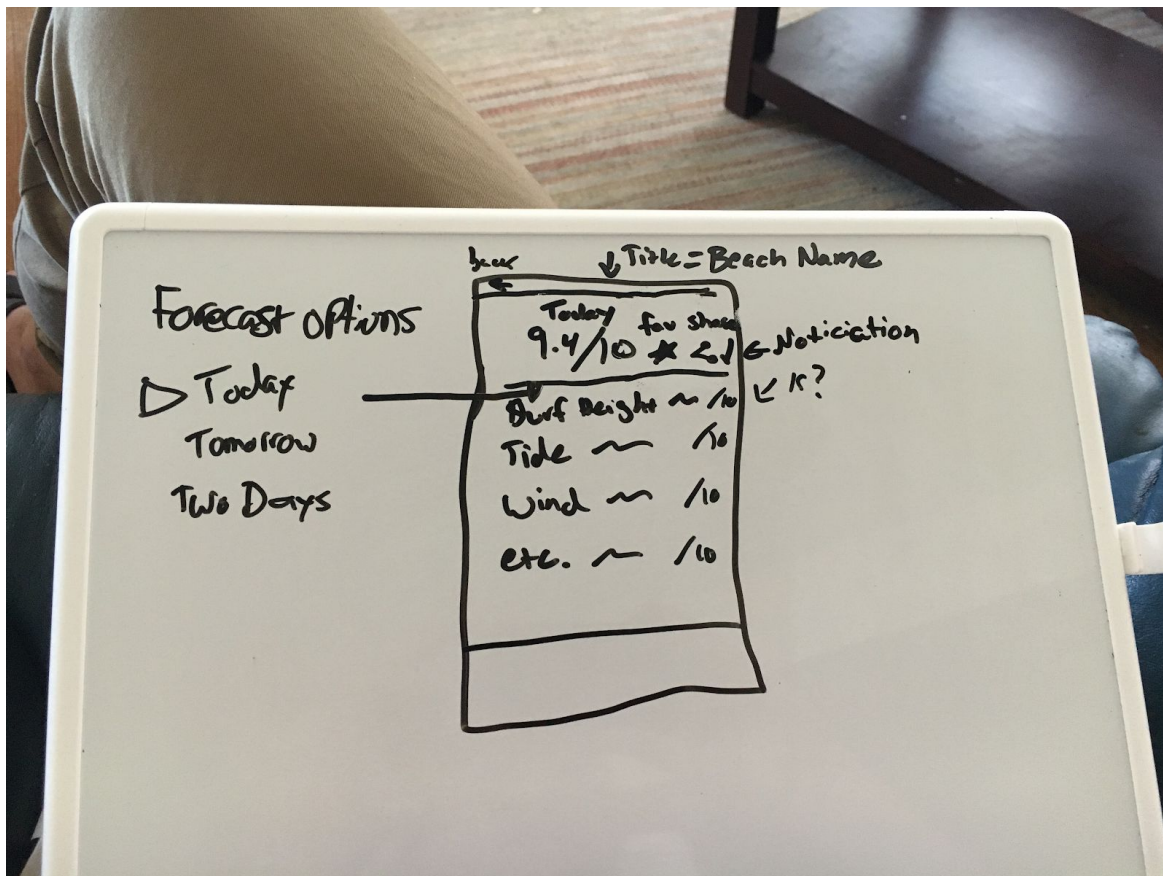 Forecast options
▷ Today
Tomorrow
Two Days
back
↓ Title = Beach Name
←
Today
fav share
9.4/10 ★ < ← Noticiation
Surf Height ~ /10 ↙ ?
Tide ~ /10
Wind ~ /10
etc. ~ /10